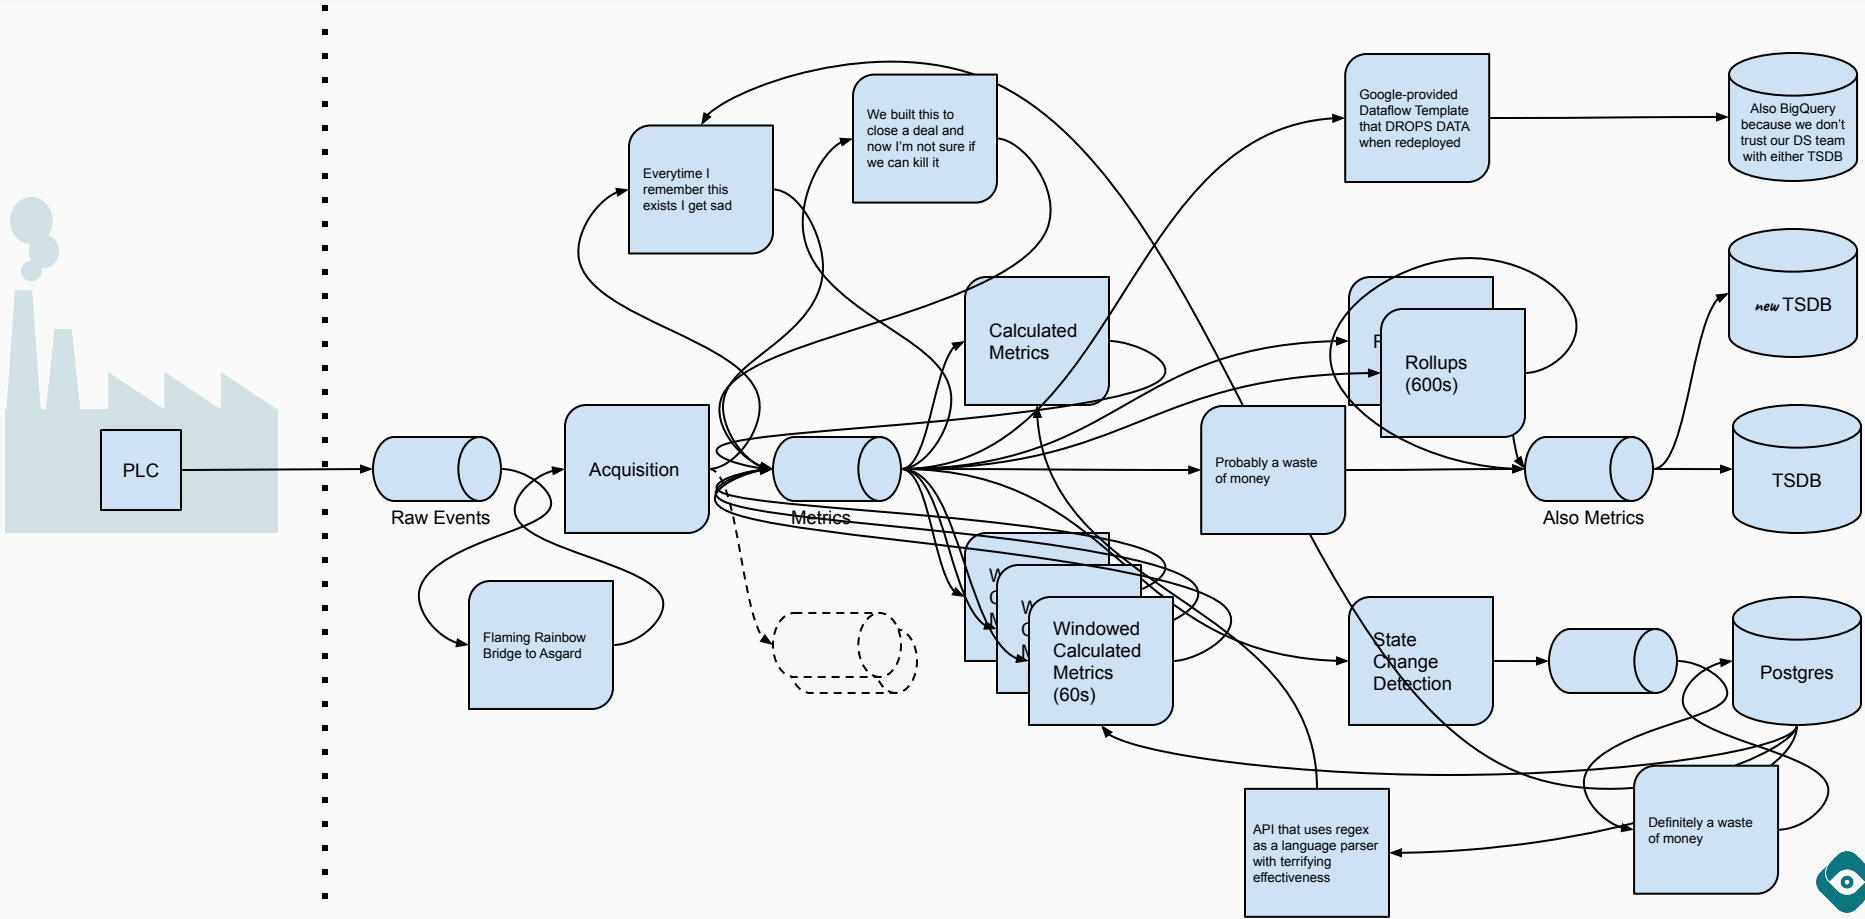 PLC
Raw Events
Flaming Rainbow
Bridge to Asgard
Acquisition
Everytime I
remember this
exists I get sad
We built this to
close a deal and
now I'm not sure if
we can kill it
Metrics
Calculated
Metrics
W
C
M
W
C
M
Windowed
Calculated
Metrics
(60s)
Google-provided
Dataflow Template
that DROPS DATA
when redeployed
R
Rollups
(600s)
Probably a waste
of money
State
Change
Detection
API that uses regex
as a language parser
with terrifying
effectiveness
Also Metrics
Definitely a waste
of money
Also BigQuery
because we don't
trust our DS team
with either TSDB
new TSDB
TSDB
Postgres